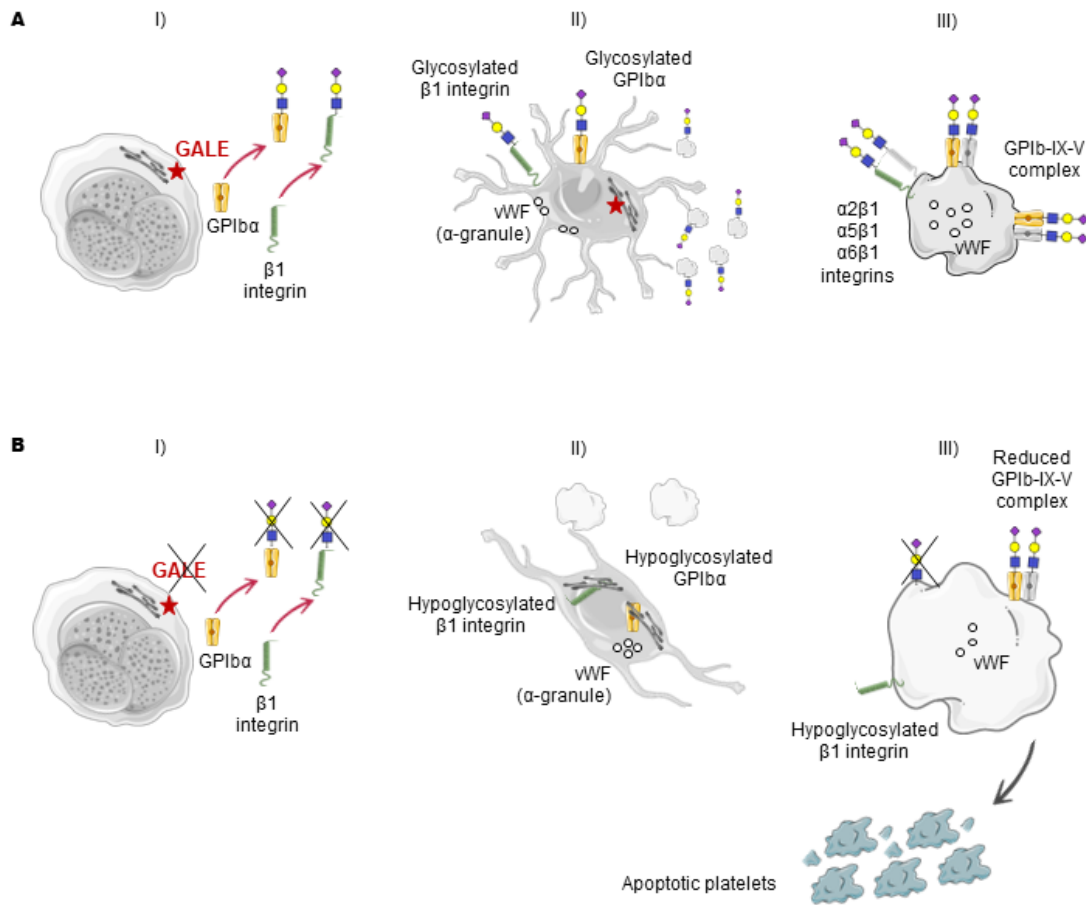 A
I)
II)
III)
GALE
GPIbα
β1
integrin
Glycosylated
β1 integrin
Glycosylated
GPIbα
vWF
(α-granule)
GPIb-IX-V
complex
α2β1
α5β1
α6β1
integrins
vWF
B
I)
II)
III)
GALE
GPIbα
β1
integrin
Hypoglycosylated
GPIbα
Hypoglycosylated
β1 integrin
vWF
(α-granule)
Reduced
GPIb-IX-V
complex
vWF
Hypoglycosylated
β1 integrin
Apoptotic platelets